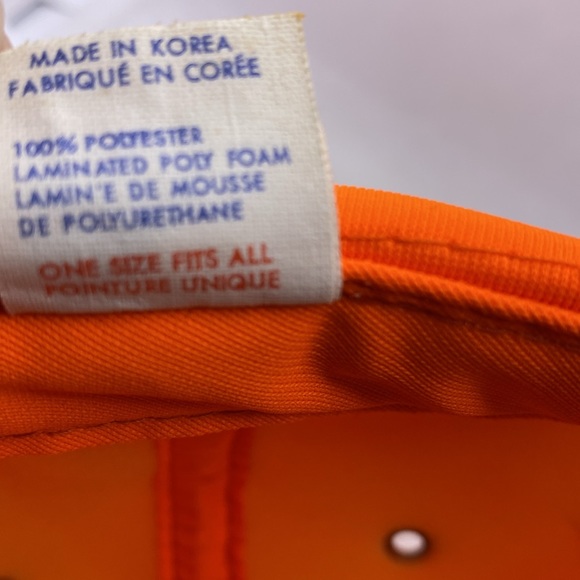 MADE IN KOREA
FABRIQUÉ EN CORÉE
100% POLYESTER
LAMINATED POLY FOAM
LAMIN'E DE MOUSSE
DE POLYURETHANE
ONE SIZE FITS ALL
POINTURE UNIQUE